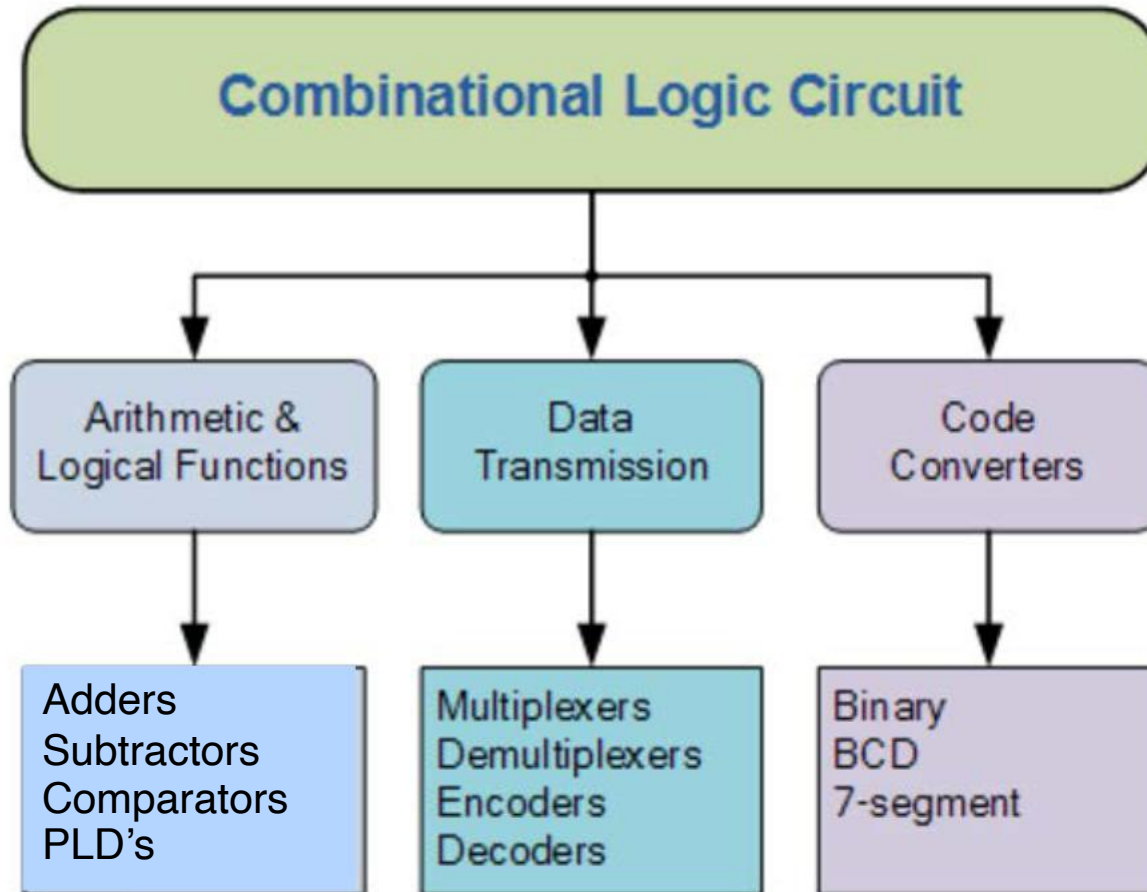 Combinational Logic Circuit
Arithmetic &
Logical Functions
Data
Transmission
Code
Converters
Adders
Subtractors
Comparators
PLD’s
Multiplexers
Demultiplexers
Encoders
Decoders
Binary
BCD
7-segment